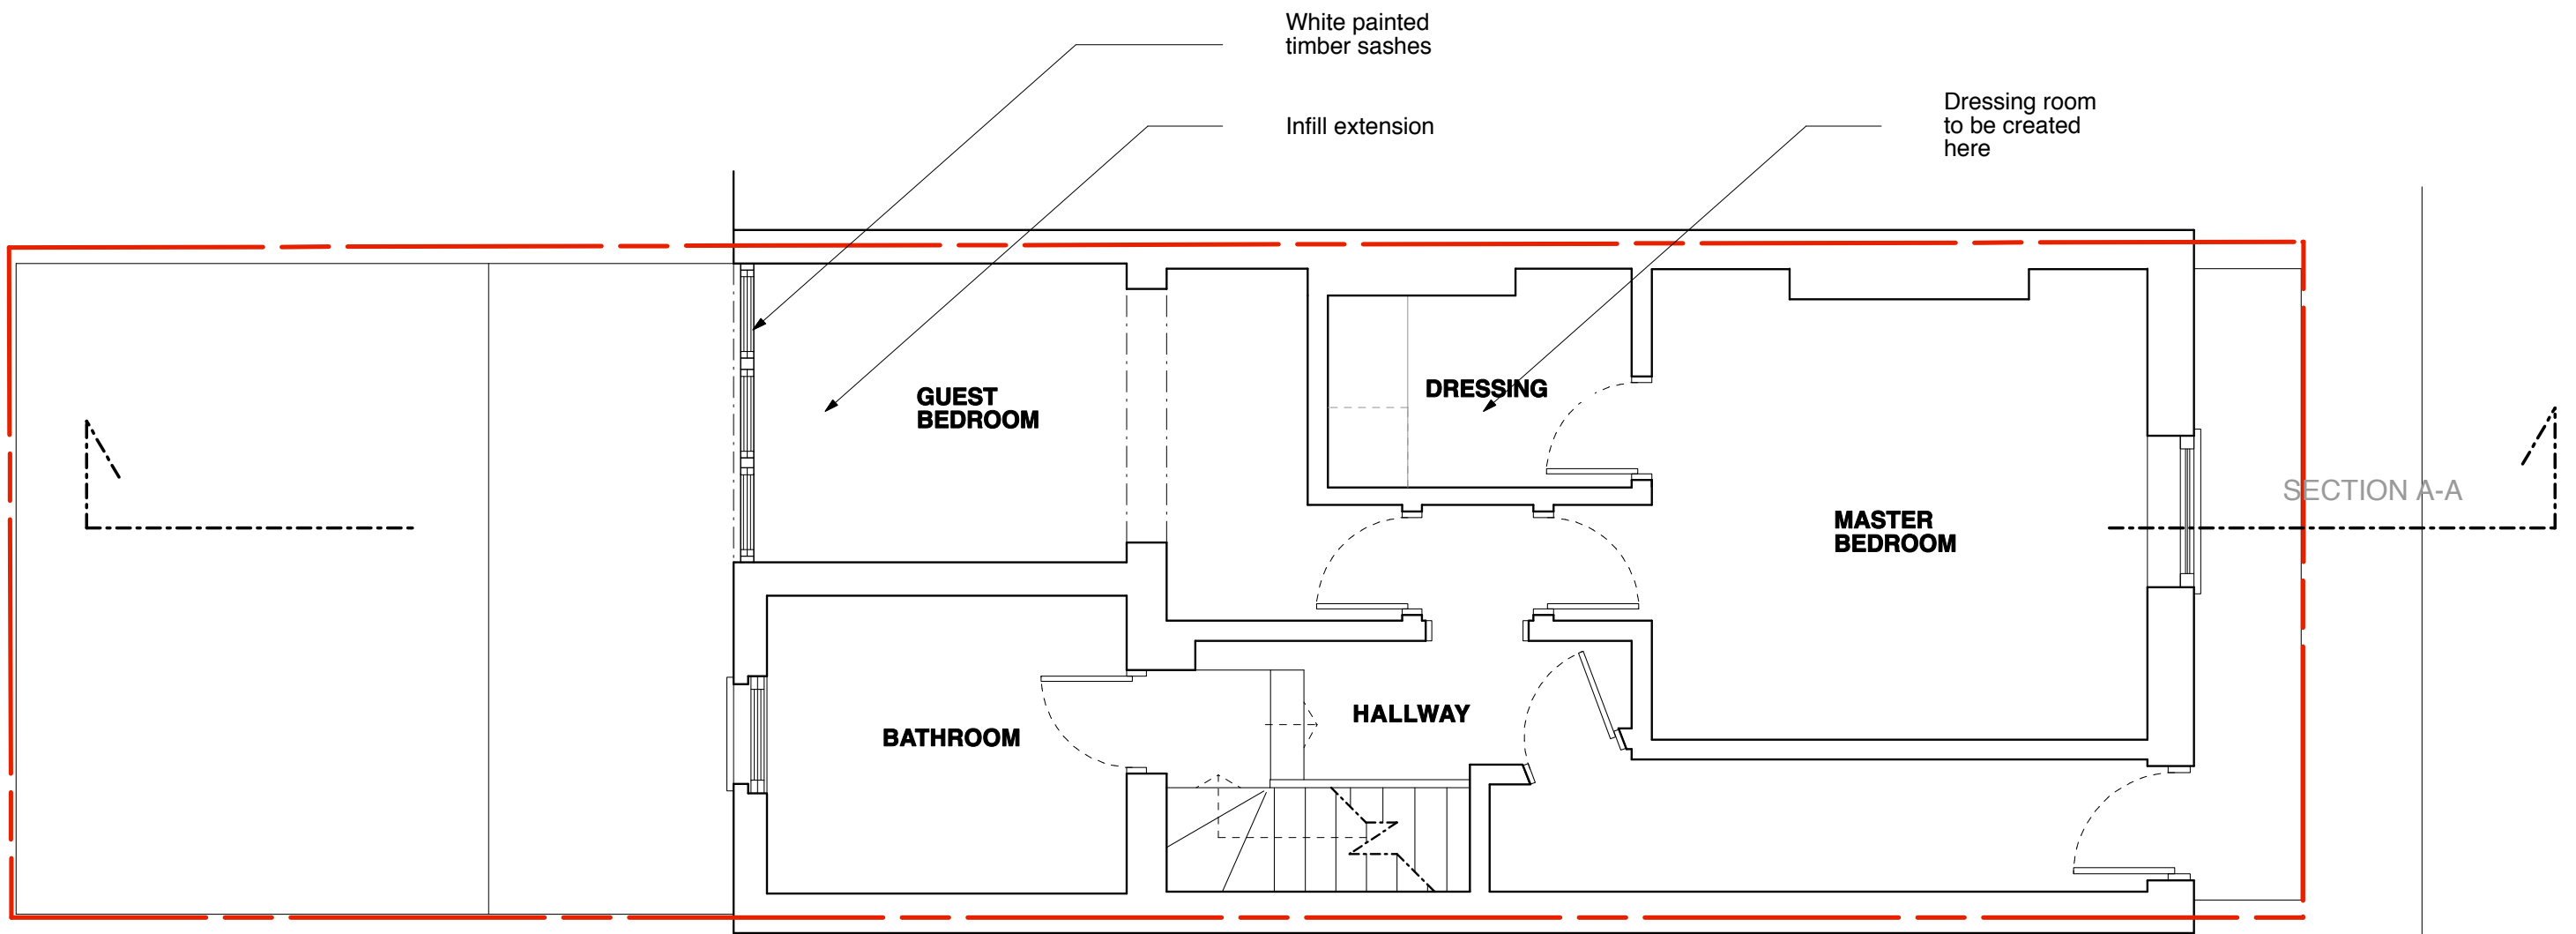 White painted
timber sashes
Infill extension
Dressing room
to be created
here
GUEST
BEDROOM
DRESSING
SECTION A-A
MASTER
BEDROOM
HALLWAY
BATHROOM